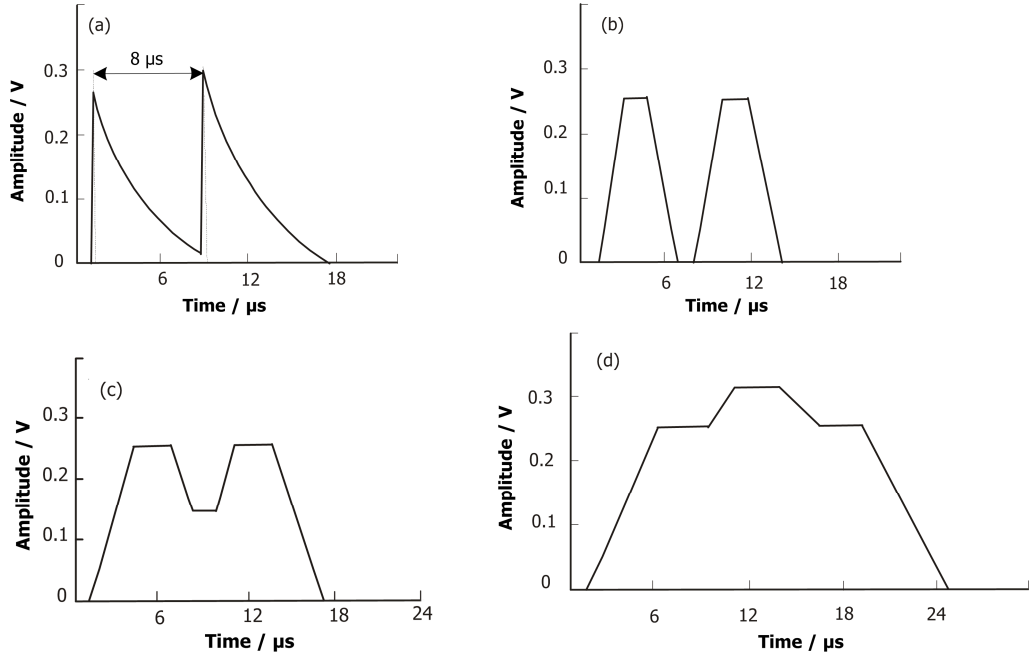 (a)
8 μs
0.3
0.2
0.1
0
6
12
18
Amplitude / V
Time / μs
(b)
0.3
0.2
0.1
0
6
12
18
Amplitude / V
Time / μs
(c)
0.3
0.2
0.1
0
6
12
18
24
Amplitude / V
Time / μs
(d)
0.3
0.2
0.1
0
6
12
18
24
Amplitude / V
Time / μs